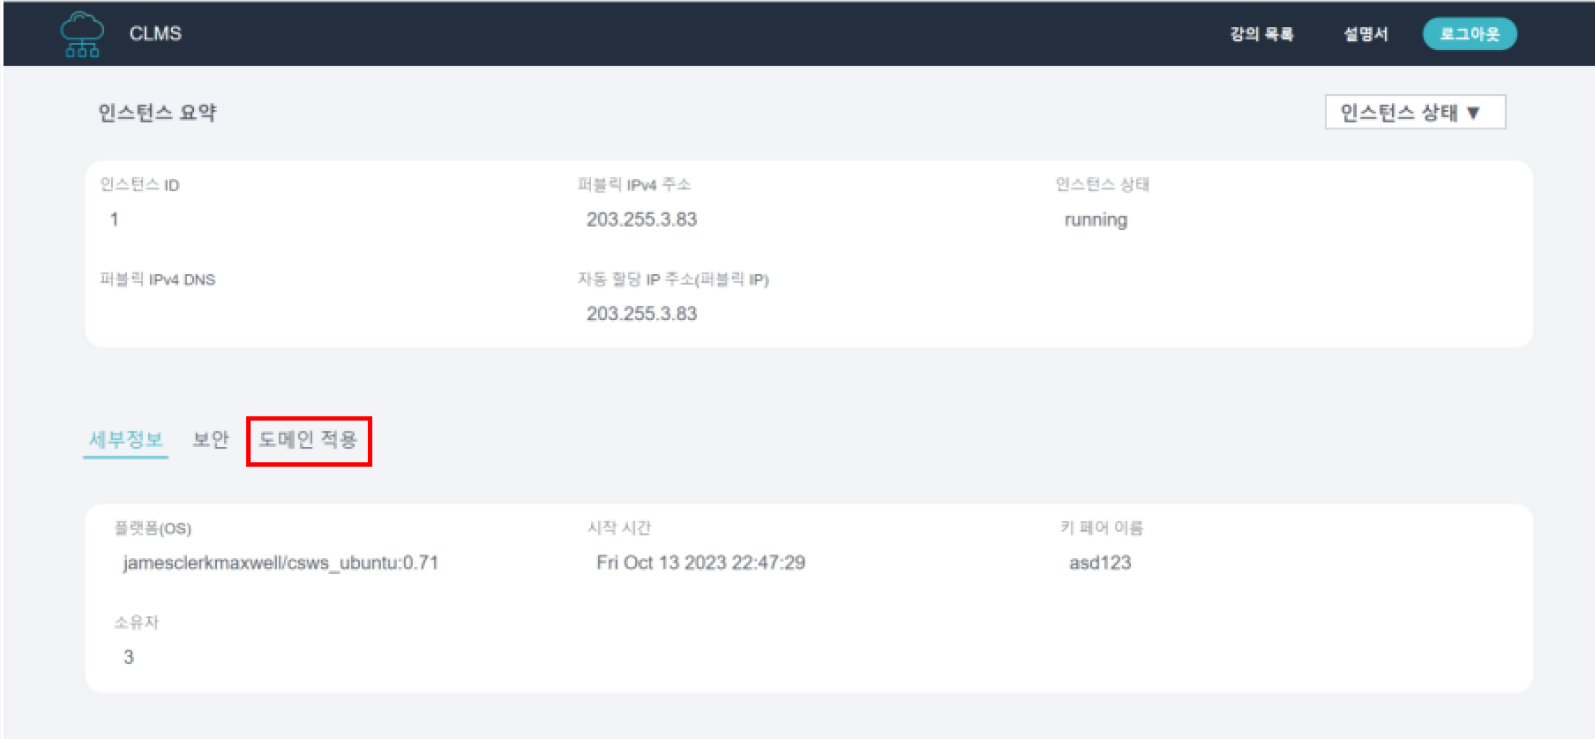 CLMS
강의 목록
설명서
로그아웃
인스턴스 요약
인스턴스 상태 ▼
인스턴스 ID
퍼블릭 IPv4 주소
인스턴스 상태
1
203.255.3.83
running
퍼블릭 IPv4 DNS
자동 할당 IP 주소(퍼블릭 IP)
203.255.3.83
세부정보
보안
도메인 적용
플랫폼(OS)
시작 시간
키 페어 이름
jamesclerkmaxwell/csws_ubuntu:0.71
Fri Oct 13 2023 22:47:29
asd123
소유자
3